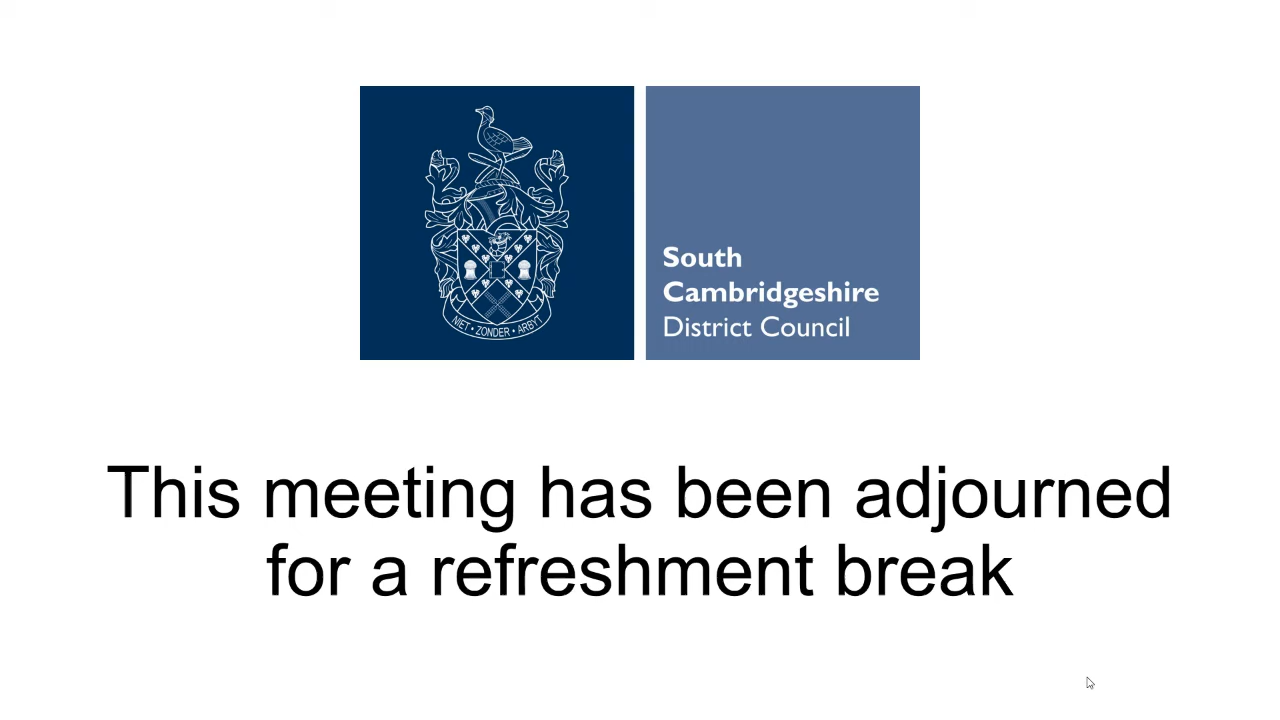 NIET • ZONDER • ARBYT
South
Cambridgeshire
District Council
This meeting has been adjourned
for a refreshment break